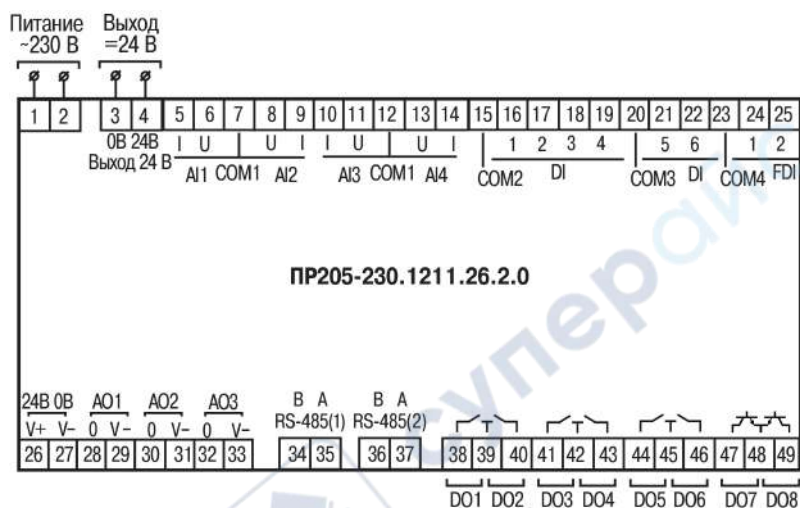 Питание Выход
~230 В =24 В
1 2 3 4 5 6 7 8 9 10 11 12 13 14 15 16 17 18 19 20 21 22 23 24 25
0В 24В I U U I I U U I 1 2 3 4 5 6 1 2
Выход 24 В AI1 COM1 AI2 AI3 COM1 AI4 COM2 DI COM3 DI COM4 FDI
ПР205-230.1211.26.2.0
суперайс
24В 0В АО1 АО2 АО3 B A B A
V+ V- 0 V- 0 V- 0 V- RS-485(1) RS-485(2)
26 27 28 29 30 31 32 33 34 35 36 37 38 39 40 41 42 43 44 45 46 47 48 49
DO1 DO2 DO3 DO4 DO5 DO6 DO7 DO8